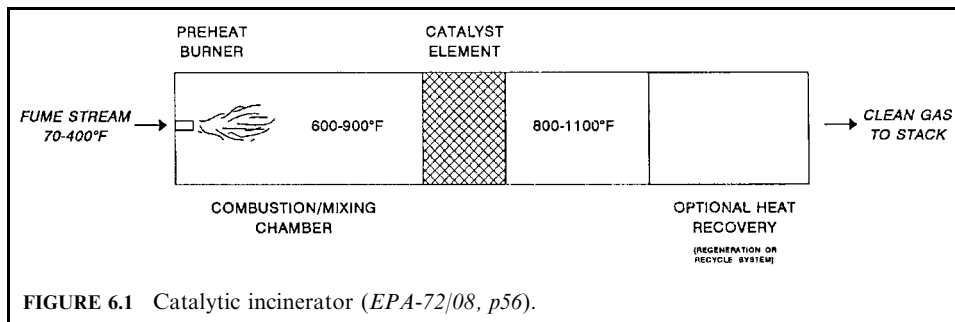 PREHEAT
BURNER
CATALYST
ELEMENT
FUME STREAM
70-400°F
600-900°F
800-1100°F
CLEAN GAS
TO STACK
COMBUSTION/MIXING
CHAMBER
OPTIONAL HEAT
RECOVERY
(REGENERATION OR
RECYCLE SYSTEM)
FIGURE 6.1 Catalytic incinerator (EPA-72/08, p56).